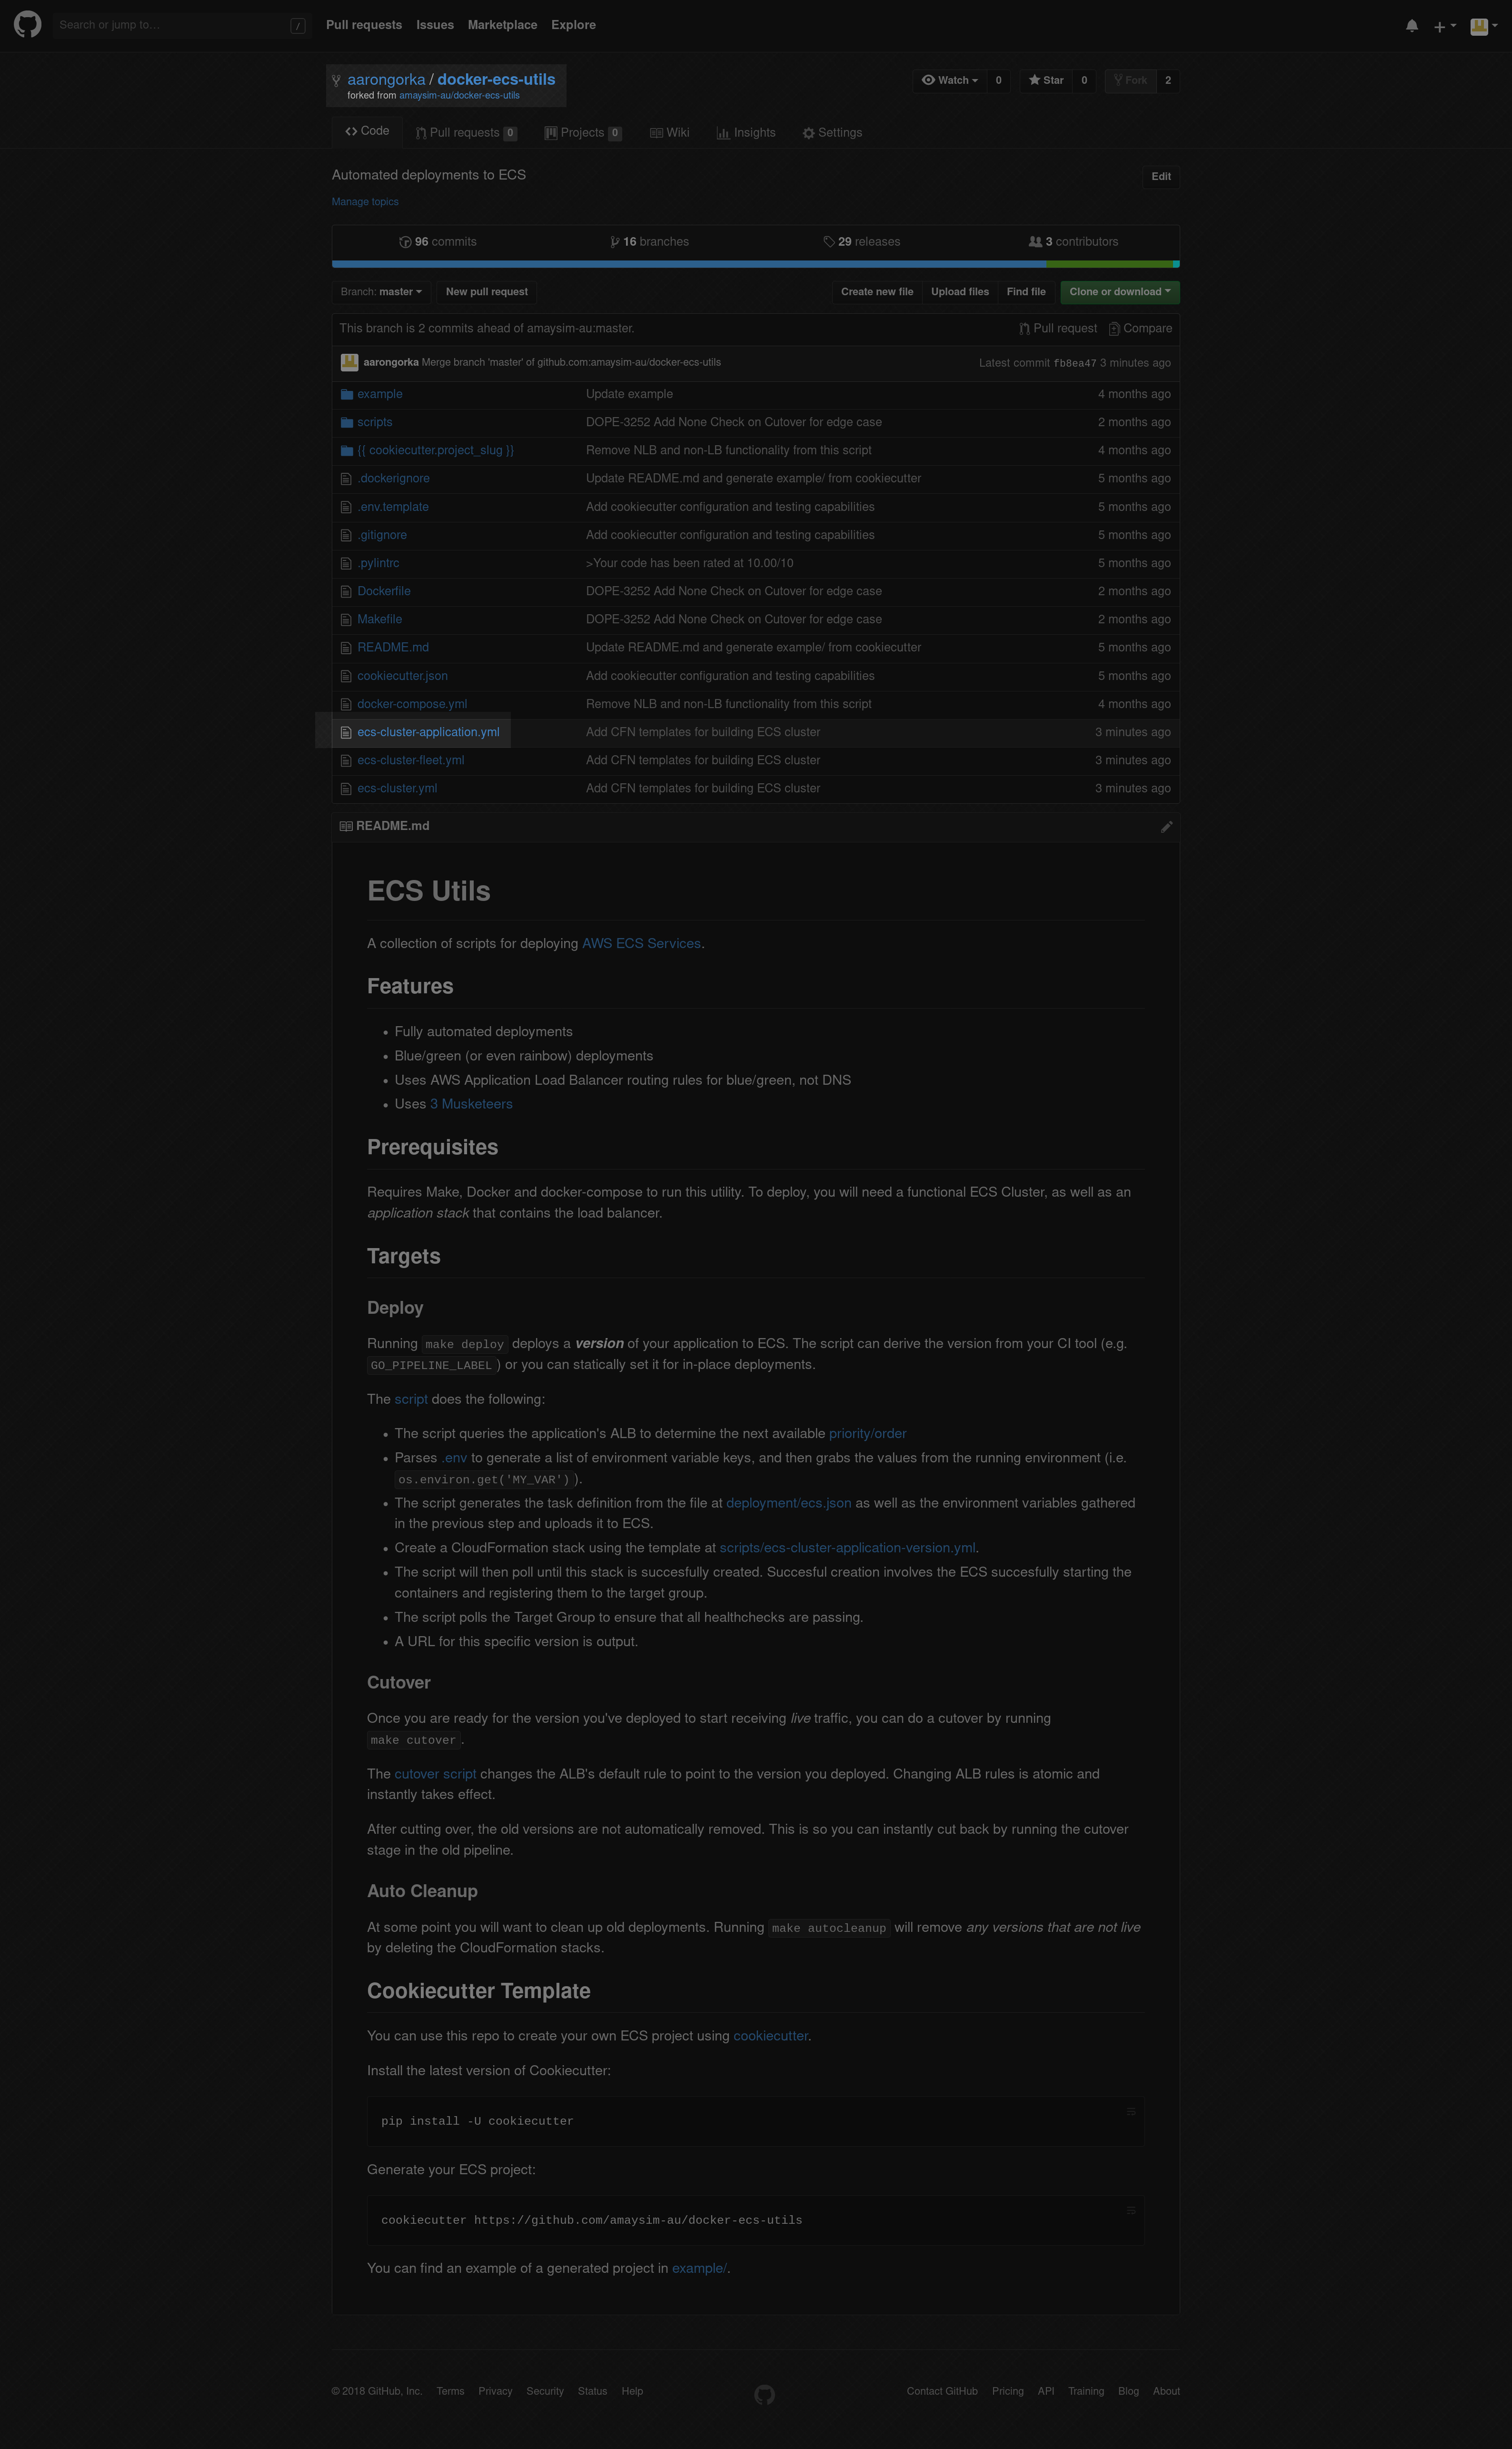 Search or jump to… /
Pull requests Issues Marketplace Explore
aarongorka / docker-ecs-utils
forked from amaysim-au/docker-ecs-utils
Watch 0 Star 0 Fork 2
Code Pull requests 0 Projects 0 Wiki Insights Settings
Automated deployments to ECS
Edit
Manage topics
96 commits 16 branches 29 releases 3 contributors
Branch: master New pull request Create new file Upload files Find file Clone or download
This branch is 2 commits ahead of amaysim-au:master. Pull request Compare
aarongorka Merge branch 'master' of github.com:amaysim-au/docker-ecs-utils Latest commit fb8ea47 3 minutes ago
example Update example 4 months ago
scripts DOPE-3252 Add None Check on Cutover for edge case 2 months ago
{{ cookiecutter.project_slug }} Remove NLB and non-LB functionality from this script 4 months ago
.dockerignore Update README.md and generate example/ from cookiecutter 5 months ago
.env.template Add cookiecutter configuration and testing capabilities 5 months ago
.gitignore Add cookiecutter configuration and testing capabilities 5 months ago
.pylintrc >Your code has been rated at 10.00/10 5 months ago
Dockerfile DOPE-3252 Add None Check on Cutover for edge case 2 months ago
Makefile DOPE-3252 Add None Check on Cutover for edge case 2 months ago
README.md Update README.md and generate example/ from cookiecutter 5 months ago
cookiecutter.json Add cookiecutter configuration and testing capabilities 5 months ago
docker-compose.yml Remove NLB and non-LB functionality from this script 4 months ago
ecs-cluster-application.yml Add CFN templates for building ECS cluster 3 minutes ago
ecs-cluster-fleet.yml Add CFN templates for building ECS cluster 3 minutes ago
ecs-cluster.yml Add CFN templates for building ECS cluster 3 minutes ago
README.md
ECS Utils
A collection of scripts for deploying AWS ECS Services.
Features
• Fully automated deployments
• Blue/green (or even rainbow) deployments
• Uses AWS Application Load Balancer routing rules for blue/green, not DNS
• Uses 3 Musketeers
Prerequisites
Requires Make, Docker and docker-compose to run this utility. To deploy, you will need a functional ECS Cluster, as well as an
application stack that contains the load balancer.
Targets
Deploy
Running make deploy deploys a version of your application to ECS. The script can derive the version from your CI tool (e.g.
GO_PIPELINE_LABEL ) or you can statically set it for in-place deployments.
The script does the following:
• The script queries the application's ALB to determine the next available priority/order
• Parses .env to generate a list of environment variable keys, and then grabs the values from the running environment (i.e.
os.environ.get('MY_VAR') ).
• The script generates the task definition from the file at deployment/ecs.json as well as the environment variables gathered
in the previous step and uploads it to ECS.
• Create a CloudFormation stack using the template at scripts/ecs-cluster-application-version.yml.
• The script will then poll until this stack is succesfully created. Succesful creation involves the ECS succesfully starting the
containers and registering them to the target group.
• The script polls the Target Group to ensure that all healthchecks are passing.
• A URL for this specific version is output.
Cutover
Once you are ready for the version you've deployed to start receiving live traffic, you can do a cutover by running
make cutover .
The cutover script changes the ALB's default rule to point to the version you deployed. Changing ALB rules is atomic and
instantly takes effect.
After cutting over, the old versions are not automatically removed. This is so you can instantly cut back by running the cutover
stage in the old pipeline.
Auto Cleanup
At some point you will want to clean up old deployments. Running make autocleanup will remove any versions that are not live
by deleting the CloudFormation stacks.
Cookiecutter Template
You can use this repo to create your own ECS project using cookiecutter.
Install the latest version of Cookiecutter:
pip install -U cookiecutter
Generate your ECS project:
cookiecutter https://github.com/amaysim-au/docker-ecs-utils
You can find an example of a generated project in example/.
© 2018 GitHub, Inc. Terms Privacy Security Status Help Contact GitHub Pricing API Training Blog About